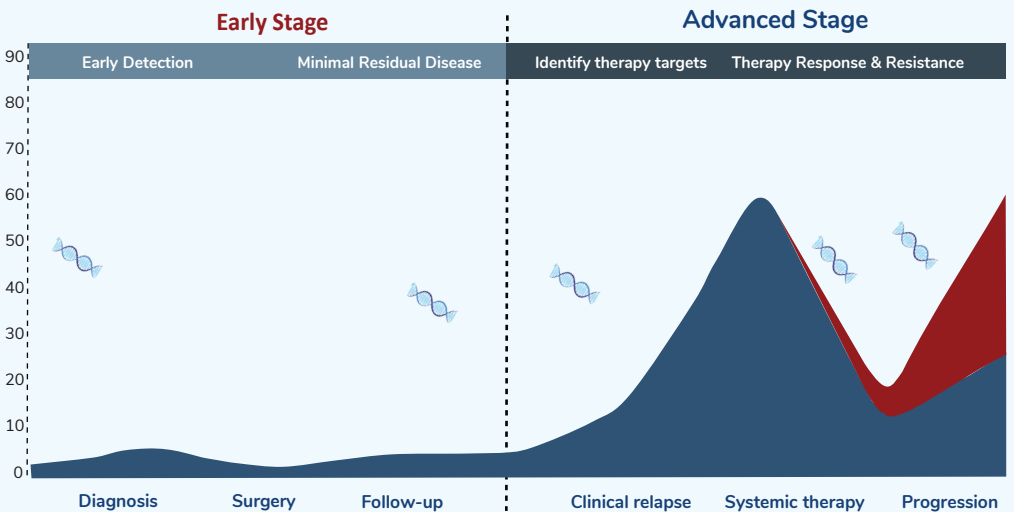 Early Stage
Advanced Stage
Early Detection
Minimal Residual Disease
Identify therapy targets
Therapy Response & Resistance
90
80
70
60
50
40
30
20
10
0
Diagnosis
Surgery
Follow-up
Clinical relapse
Systemic therapy
Progression